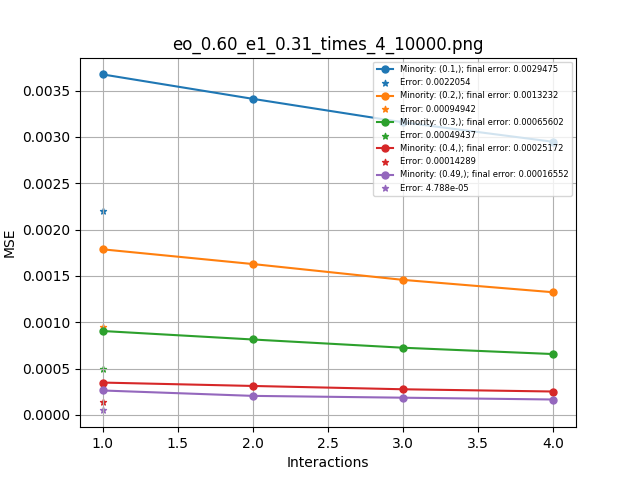 eo_0.60_e1_0.31_times_4_10000.png
Minority: (0.1,); final error: 0.0029475
Error: 0.0022054
Minority: (0.2,); final error: 0.0013232
Error: 0.00094942
Minority: (0.3,); final error: 0.00065602
Error: 0.00049437
Minority: (0.4,); final error: 0.00025172
Error: 0.00014289
Minority: (0.49,); final error: 0.00016552
Error: 4.788e-05
MSE
0.0035
0.0030
0.0025
0.0020
0.0015
0.0010
0.0005
0.0000
1.0 1.5 2.0 2.5 3.0 3.5 4.0
Interactions